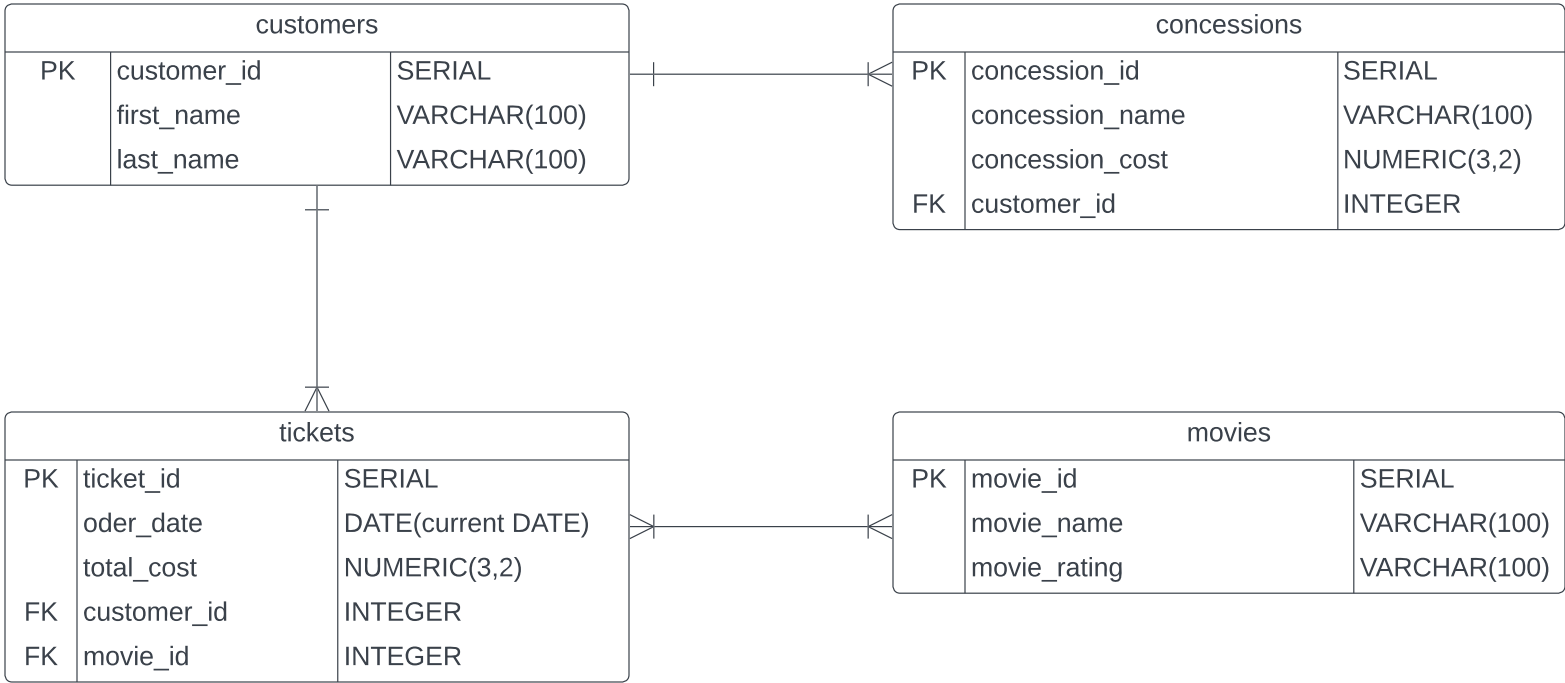 customers
PK customer_id SERIAL
first_name VARCHAR(100)
last_name VARCHAR(100)
concessions
PK concession_id SERIAL
concession_name VARCHAR(100)
concession_cost NUMERIC(3,2)
FK customer_id INTEGER
tickets
PK ticket_id SERIAL
oder_date DATE(current DATE)
total_cost NUMERIC(3,2)
FK customer_id INTEGER
FK movie_id INTEGER
movies
PK movie_id SERIAL
movie_name VARCHAR(100)
movie_rating VARCHAR(100)